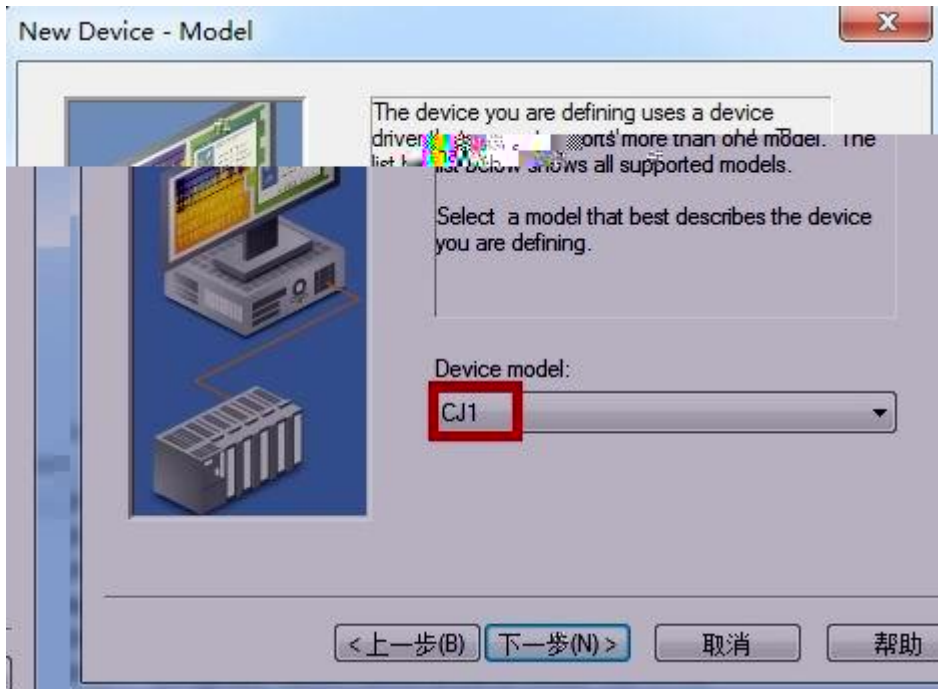 New Device - Model
The device you are defining uses a device
more than one model. The
list below shows all supported models.
Select a model that best describes the device
you are defining.
Device model:
CJ1
<上一步(B) 下一步(N)> 取消 帮助